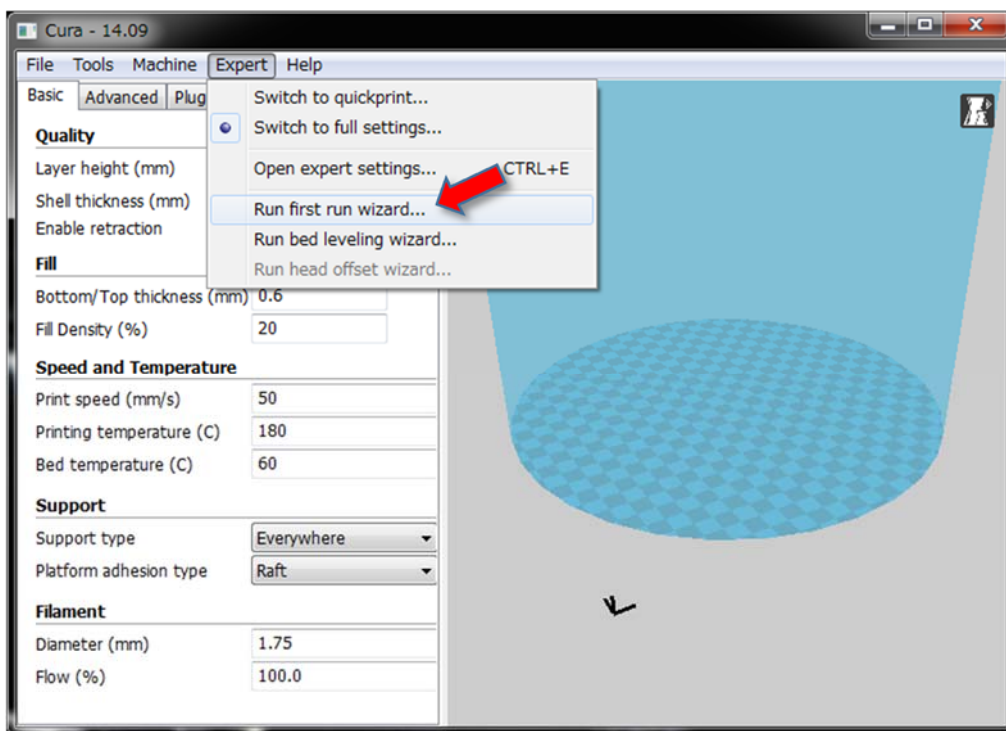 Cura - 14.09
File Tools Machine Expert Help
Basic Advanced Plug
Switch to quickprint...
Switch to full settings...
Open expert settings... CTRL+E
Run first run wizard...
Run bed leveling wizard...
Run head offset wizard...
Quality
Layer height (mm)
Shell thickness (mm)
Enable retraction
Fill
Bottom/Top thickness (mm) 0.6
Fill Density (%) 20
Speed and Temperature
Print speed (mm/s) 50
Printing temperature (C) 180
Bed temperature (C) 60
Support
Support type Everywhere
Platform adhesion type Raft
Filament
Diameter (mm) 1.75
Flow (%) 100.0